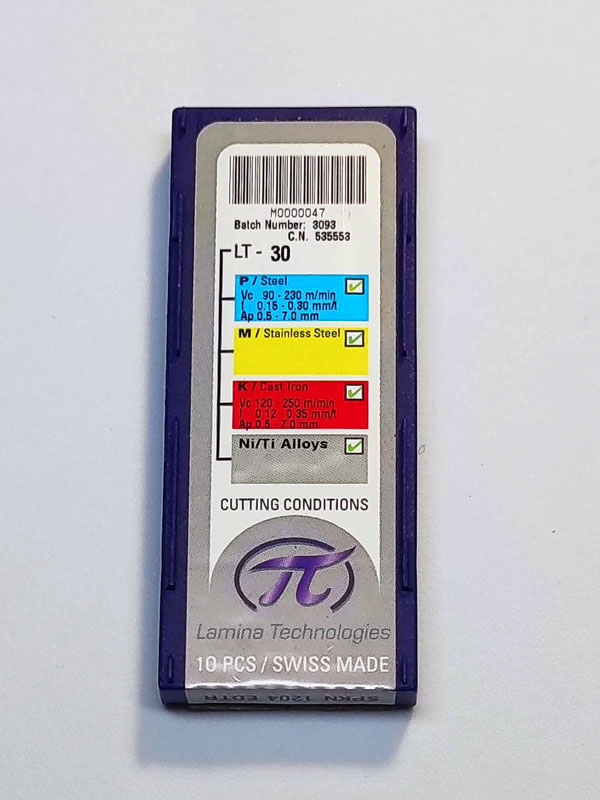 M0000047
Batch Number: 3093
C.N. 535553
LT - 30
P / Steel
Vc 90 - 230 m/min
f 0.15 - 0.30 mm/t
Ap 0.5 - 7.0 mm
M / Stainless Steel
K / Cast Iron
Vc 120 - 250 m/min
f 0.12 - 0.35 mm/t
Ap 0.5 - 7.0 mm
Ni/Ti Alloys
CUTTING CONDITIONS
Lamina Technologies
10 PCS / SWISS MADE
SPKN 1204 EDTR